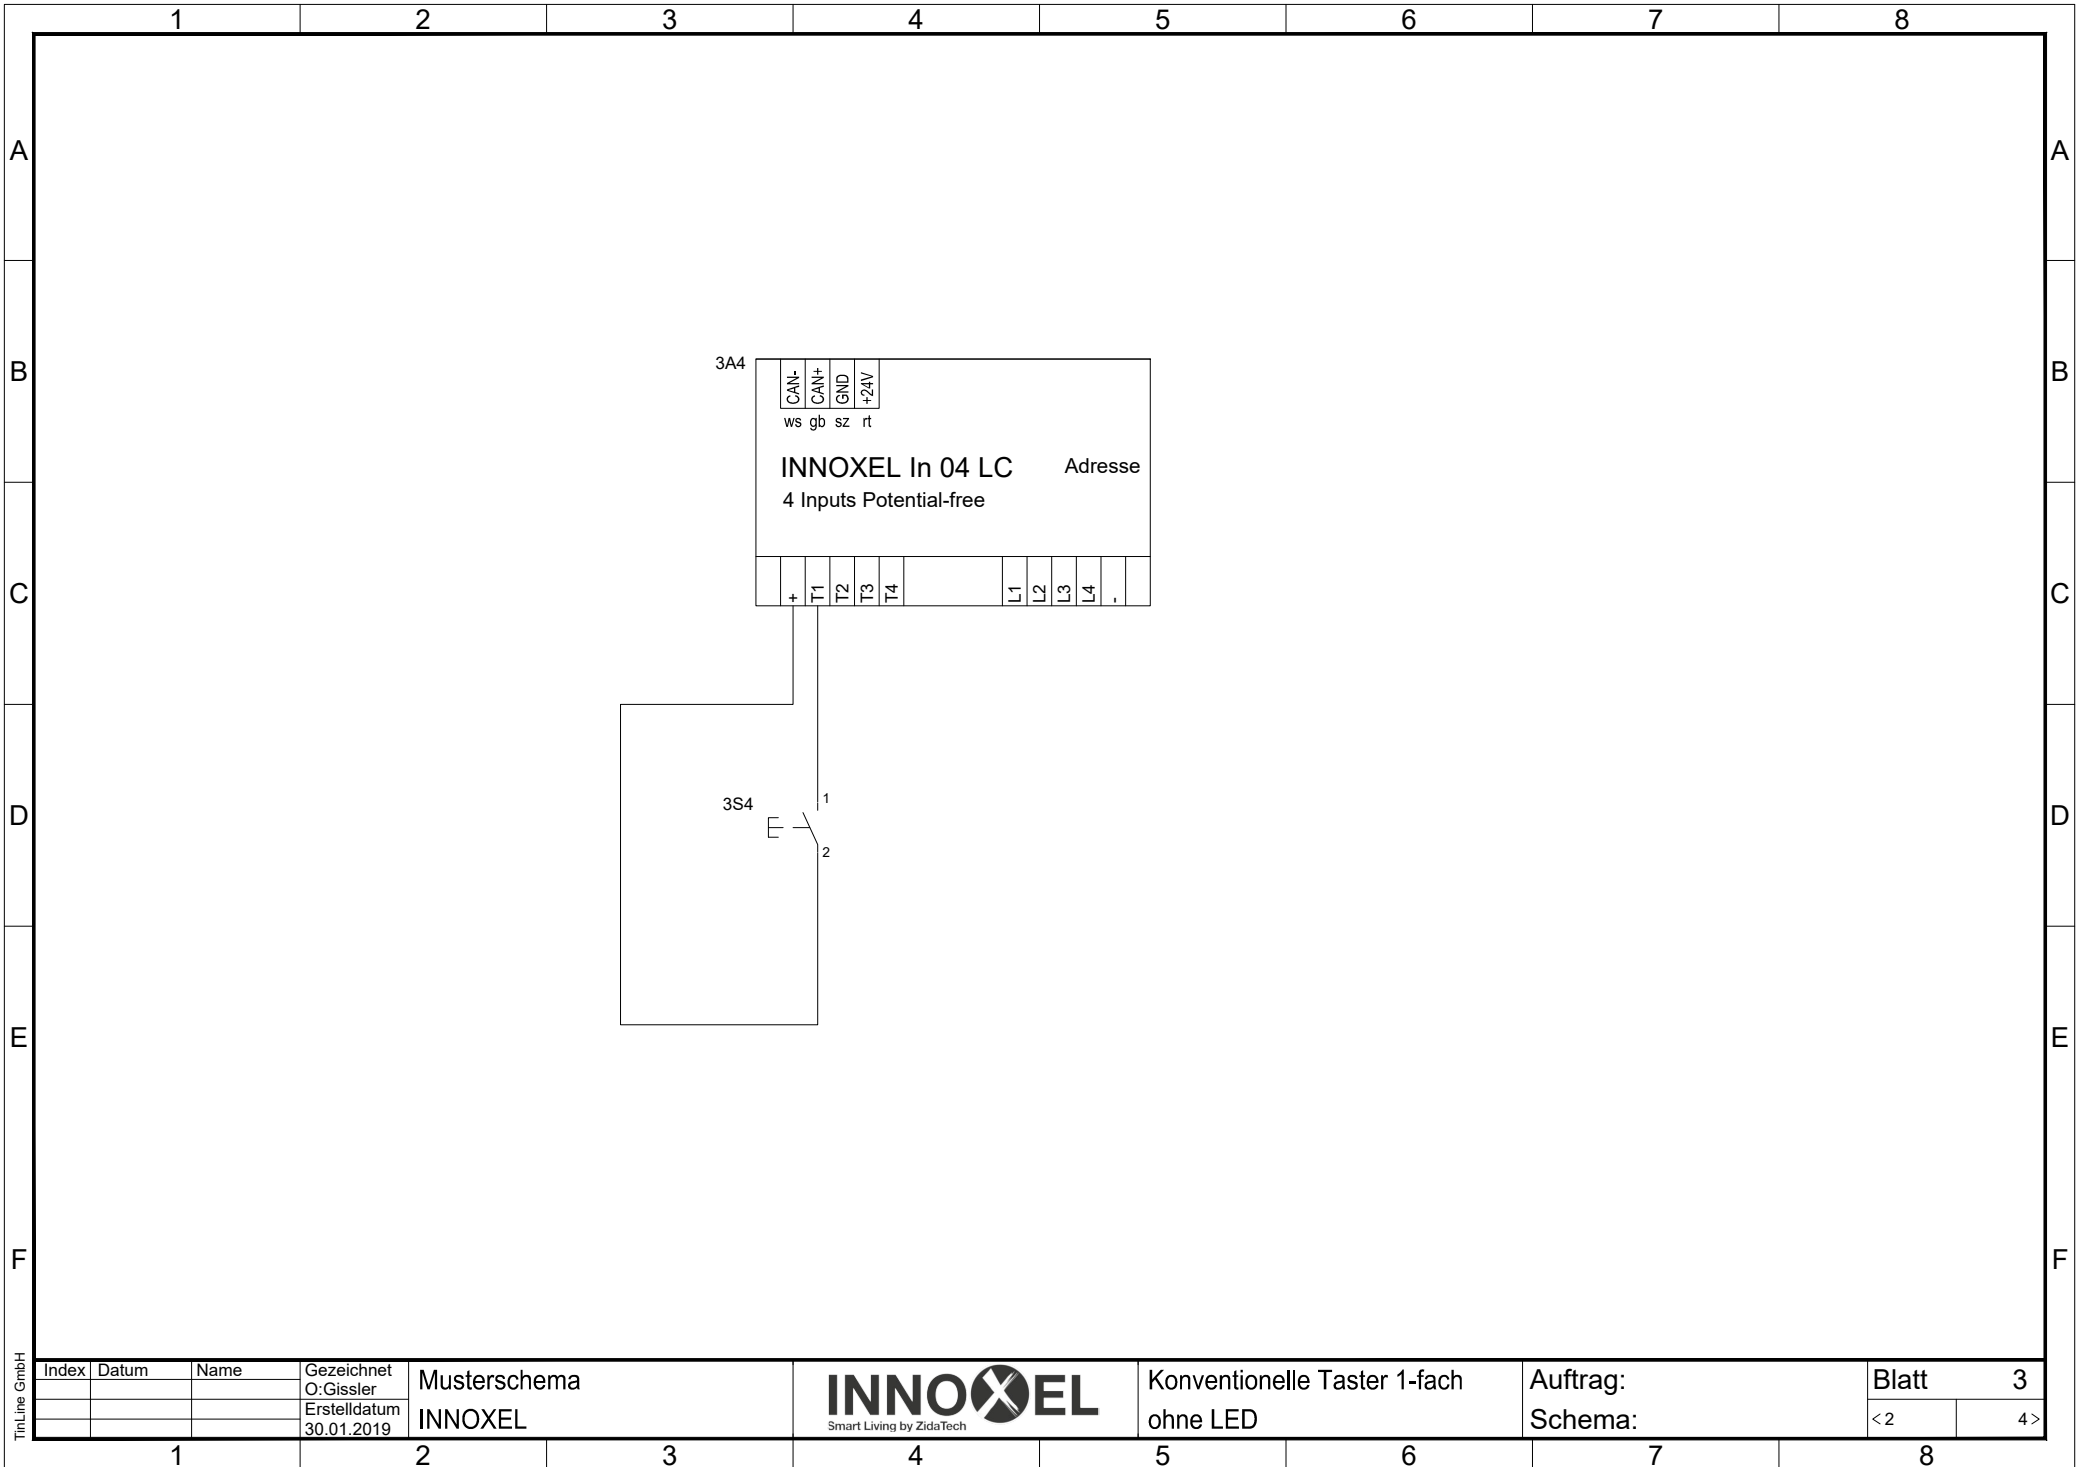 1 2 3 4 5 6 7 8
A A
B B
C C
D D
E E
F F
3A4
CAN- CAN+ GND +24V
ws gb sz rt
INNOXEL In 04 LC Adresse
4 Inputs Potential-free
+ T1 T2 T3 T4 L1 L2 L3 L4 -
3S4
1
2
TinLine GmbH
Index Datum Name
Gezeichnet
O:Gissler
Erstelldatum
30.01.2019
Musterschema
INNOXEL
INNOXEL
Smart Living by ZidaTech
Konventionelle Taster 1-fach
ohne LED
Auftrag:
Schema:
Blatt 3
<2 4>
1 2 3 4 5 6 7 8